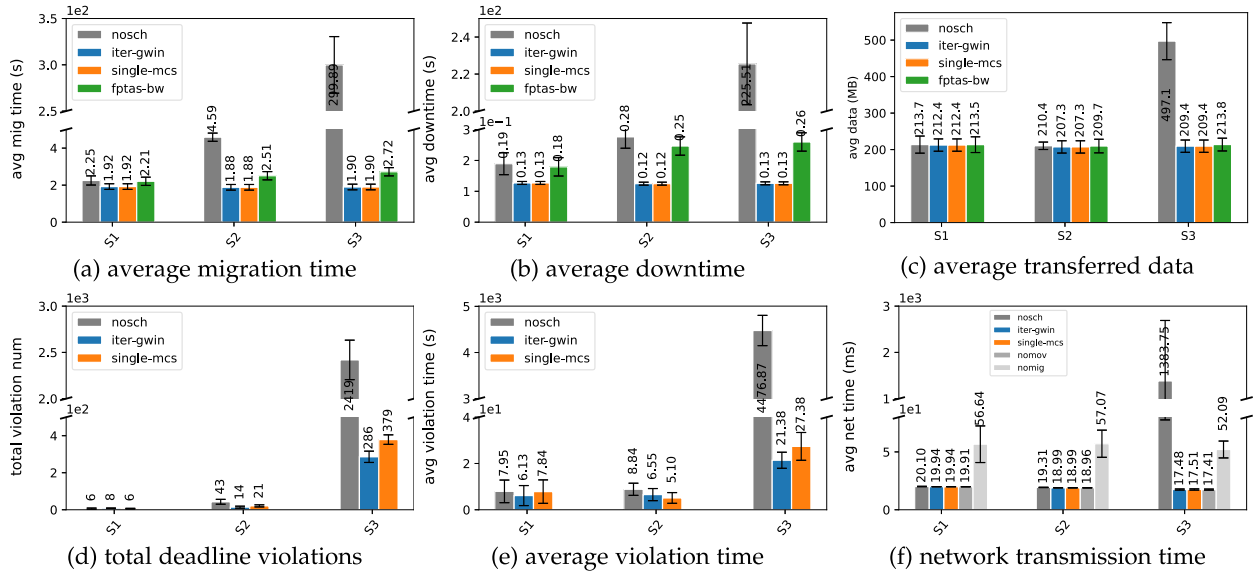 1e2
3.5
3.0
2.5
4
2
0
avg mig time (s)
nosch
iter-gwin
single-mcs
fptas-bw
2.25
1.92
1.92
2.21
4.59
1.88
1.88
2.51
299.89
1.90
1.90
2.72
S1
S2
S3
(a) average migration time
1e2
2.6
2.4
2.2
2.0
1e−1
3
2
1
0
avg downtime (s)
nosch
iter-gwin
single-mcs
fptas-bw
0.19
0.13
0.13
0.18
0.28
0.12
0.12
0.25
225.51
0.13
0.13
0.26
S1
S2
S3
(b) average downtime
500
400
300
200
100
0
avg data (MB)
nosch
iter-gwin
single-mcs
fptas-bw
213.7
212.4
212.4
213.5
210.4
207.3
207.3
209.7
497.1
209.4
209.4
213.8
S1
S2
S3
(c) average transferred data
1e3
3.0
2.5
2.0
1e2
4
2
0
total violation num
nosch
iter-gwin
single-mcs
6
8
6
43
14
21
2419
286
379
S1
S2
S3
(d) total deadline violations
1e3
5
4
3
1e1
4
2
0
avg violation time (s)
nosch
iter-gwin
single-mcs
7.95
6.13
7.84
8.84
6.55
5.10
4476.87
21.38
27.38
S1
S2
S3
(e) average violation time
1e3
3
2
1
1e1
5
0
avg net time (ms)
nosch
iter-gwin
single-mcs
nomov
nomig
20.10
19.94
19.94
19.91
56.64
19.31
18.99
18.99
18.96
57.07
1383.75
17.48
17.51
17.41
52.09
S1
S2
S3
(f) network transmission time